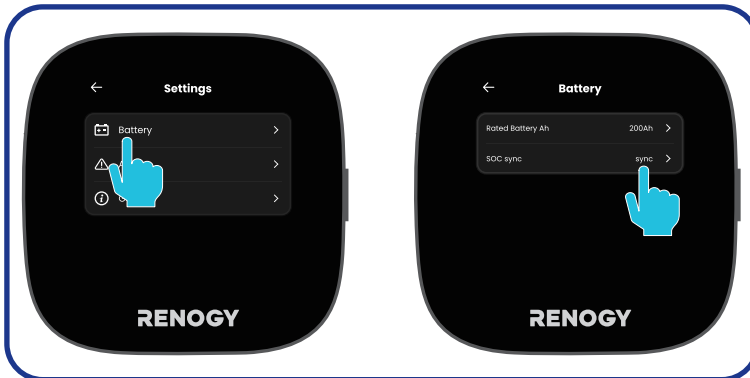 Settings
Battery
RENOGY
Battery
Rated Battery Ah 200Ah
SOC sync sync
RENOGY